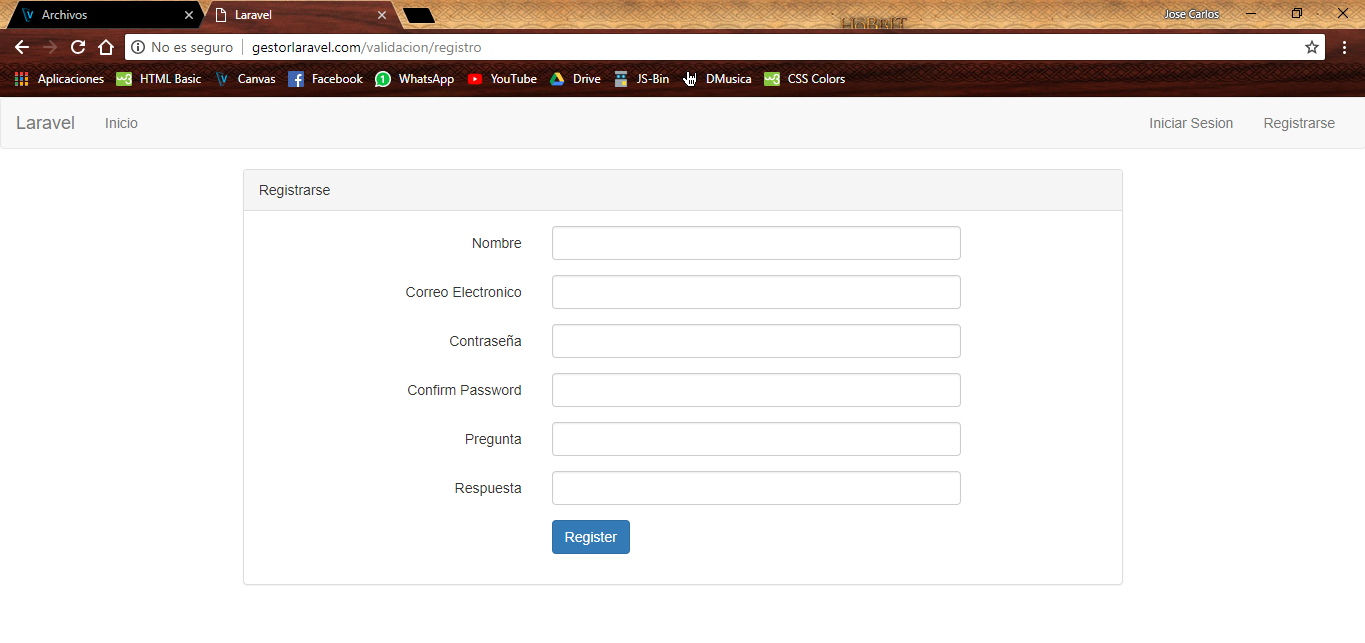 Archivos Laravel HOBBIT Jose Carlos
No es seguro gestorlaravel.com/validacion/registro
Aplicaciones HTML Basic Canvas Facebook WhatsApp YouTube Drive JS-Bin DMusica CSS Colors
Laravel Inicio Iniciar Sesion Registrarse
Registrarse
Nombre
Correo Electronico
Contraseña
Confirm Password
Pregunta
Respuesta
Register